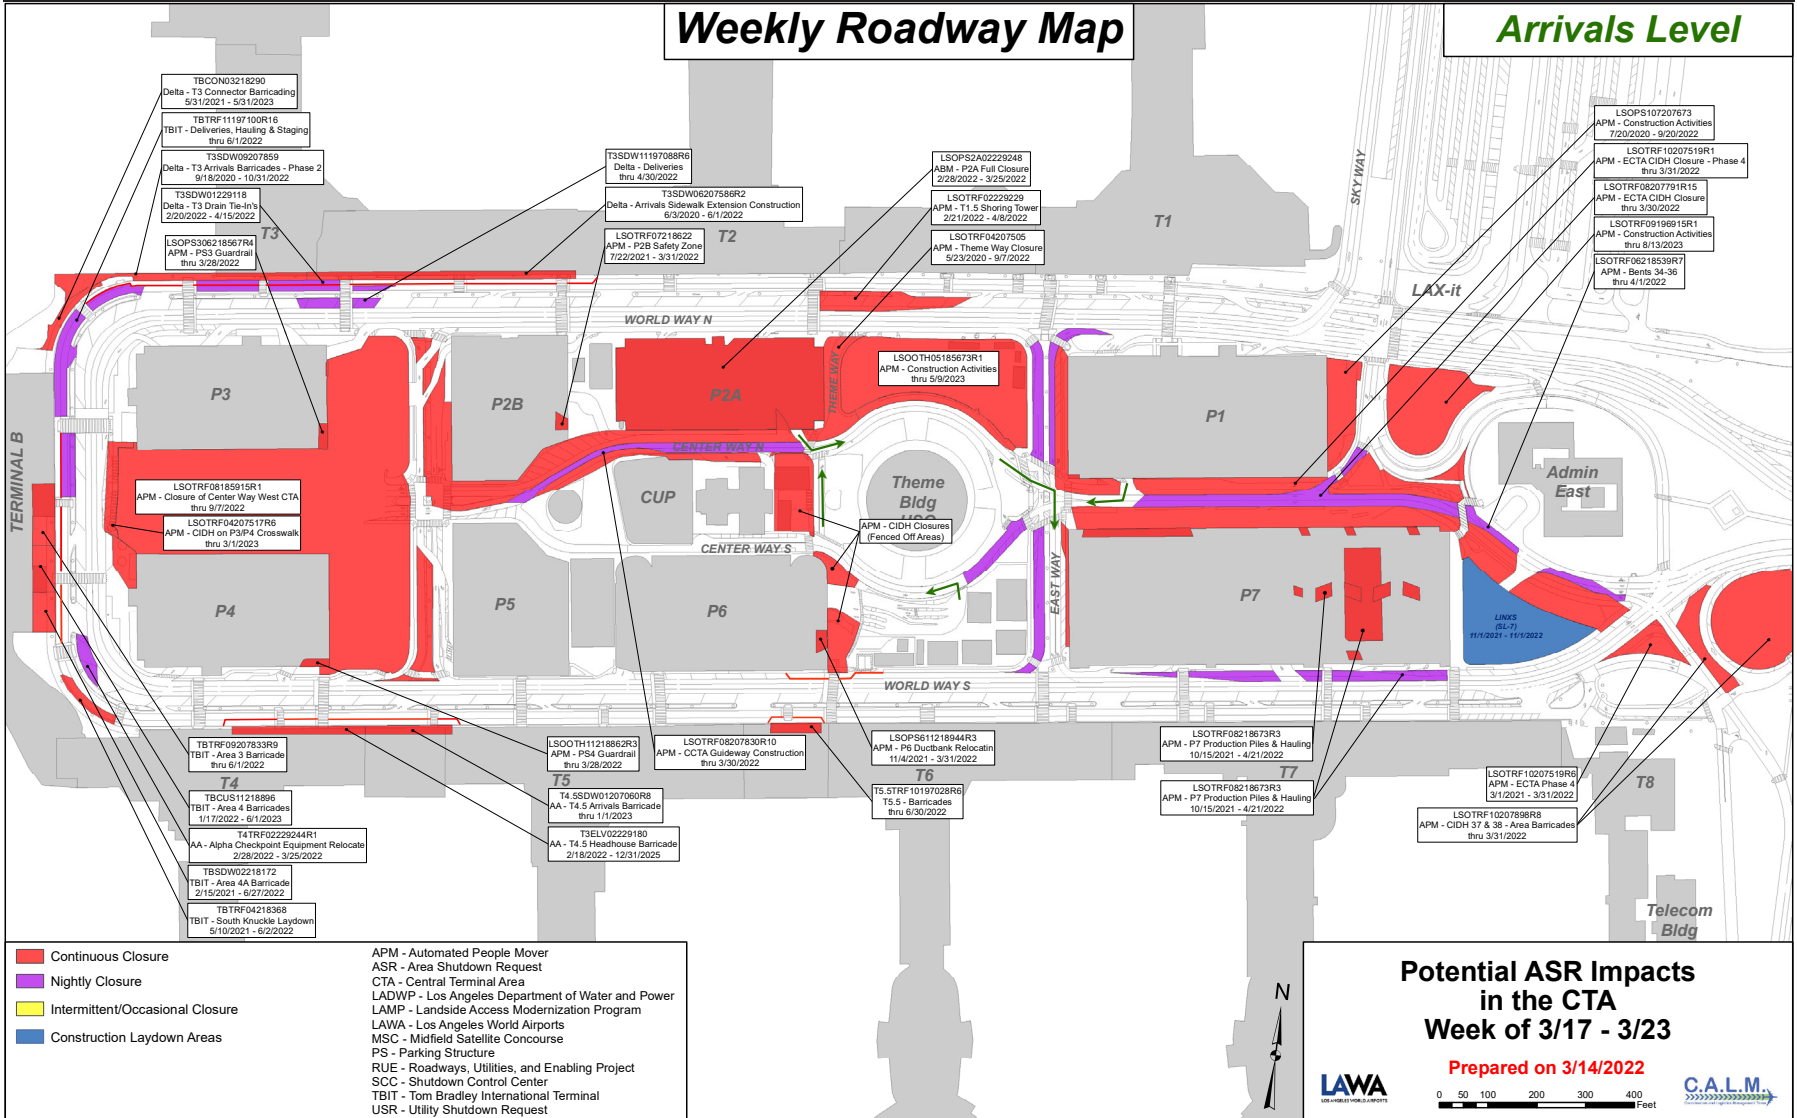 Weekly Roadway Map
Arrivals Level
TBCON03218290
Delta - T3 Connector Barricading
5/31/2021 - 5/31/2023
TBTRF11197100R16
TBIT - Deliveries, Hauling & Staging
thru 6/1/2022
T3SDW09207859
Delta - T3 Arrivals Barricades - Phase 2
9/18/2020 - 10/31/2022
T3SDW01229118
Delta - T3 Drain Tie-In's
2/20/2022 - 4/15/2022
LSOPS306218567R4
APM - PS3 Guardrail
thru 3/28/2022
T3SDW11197088R6
Delta - Deliveries
thru 4/30/2022
T3SDW06207586R2
Delta - Arrivals Sidewalk Extension Construction
6/3/2020 - 6/1/2022
LSOTRF07218622
APM - P2B Safety Zone
7/22/2021 - 3/31/2022
LSOPS2A02229248
ABM - P2A Full Closure
2/28/2022 - 3/25/2022
LSOTRF02229229
APM - T1.5 Shoring Tower
2/21/2022 - 4/8/2022
LSOTRF04207505
APM - Theme Way Closure
5/23/2020 - 9/7/2022
LSOPS107207673
APM - Construction Activities
7/20/2020 - 9/20/2022
LSOTRF10207519R1
APM - ECTA CIDH Closure - Phase 4
thru 3/31/2022
LSOTRF08207791R15
APM - ECTA CIDH Closure
thru 3/30/2022
LSOTRF09196915R1
APM - Construction Activities
thru 8/13/2023
LSOTRF06218539R7
APM - Bents 34-36
thru 4/1/2022
T3
T2
T1
SKY WAY
LAX-it
WORLD WAY N
P3
P2B
P2A
THEME WAY
LSOOTH05185673R1
APM - Construction Activities
thru 5/9/2023
P1
TERMINAL B
CENTER WAY N
LSOTRF08185915R1
APM - Closure of Center Way West CTA
thru 9/7/2022
LSOTRF04207517R6
APM - CIDH on P3/P4 Crosswalk
thru 3/1/2023
CUP
Theme
Bldg
APM - CIDH Closures
(Fenced Off Areas)
Admin
East
CENTER WAY S
EAST WAY
P4
P5
P6
P7
LINXS
(SL-7)
11/1/2021 - 11/1/2022
WORLD WAY S
TBTRF09207833R9
TBIT - Area 3 Barricade
thru 6/1/2022
T4
TBCUS11218896
TBIT - Area 4 Barricades
1/17/2022 - 6/1/2023
T4TRF02229244R1
AA - Alpha Checkpoint Equipment Relocate
2/28/2022 - 3/25/2022
TBSDW02218172
TBIT - Area 4A Barricade
2/15/2021 - 6/27/2022
TBTRF04218368
TBIT - South Knuckle Laydown
5/10/2021 - 6/2/2022
LSOOTH11218862R3
APM - PS4 Guardrail
thru 3/28/2022
T5
T4.5SDW01207060R8
AA - T4.5 Arrivals Barricade
thru 1/1/2023
T3ELV02229180
AA - T4.5 Headhouse Barricade
2/18/2022 - 12/31/2025
LSOTRF08207830R10
APM - CCTA Guideway Construction
thru 3/30/2022
LSOPS611218944R3
APM - P6 Ductbank Relocatin
11/4/2021 - 3/31/2022
T6
T5.5TRF10197028R6
T5.5 - Barricades
thru 6/30/2022
LSOTRF08218673R3
APM - P7 Production Piles & Hauling
10/15/2021 - 4/21/2022
T7
LSOTRF08218673R3
APM - P7 Production Piles & Hauling
10/15/2021 - 4/21/2022
LSOTRF10207519R6
APM - ECTA Phase 4
3/1/2021 - 3/31/2022
T8
LSOTRF10207898R8
APM - CIDH 37 & 38 - Area Barricades
thru 3/31/2022
Telecom
Bldg
Continuous Closure
Nightly Closure
Intermittent/Occasional Closure
Construction Laydown Areas
APM - Automated People Mover
ASR - Area Shutdown Request
CTA - Central Terminal Area
LADWP - Los Angeles Department of Water and Power
LAMP - Landside Access Modernization Program
LAWA - Los Angeles World Airports
MSC - Midfield Satellite Concourse
PS - Parking Structure
RUE - Roadways, Utilities, and Enabling Project
SCC - Shutdown Control Center
TBIT - Tom Bradley International Terminal
USR - Utility Shutdown Request
N
Potential ASR Impacts
in the CTA
Week of 3/17 - 3/23
Prepared on 3/14/2022
LAWA
LOS ANGELES WORLD AIRPORTS
0 50 100 200 300 400
Feet
C.A.L.M.